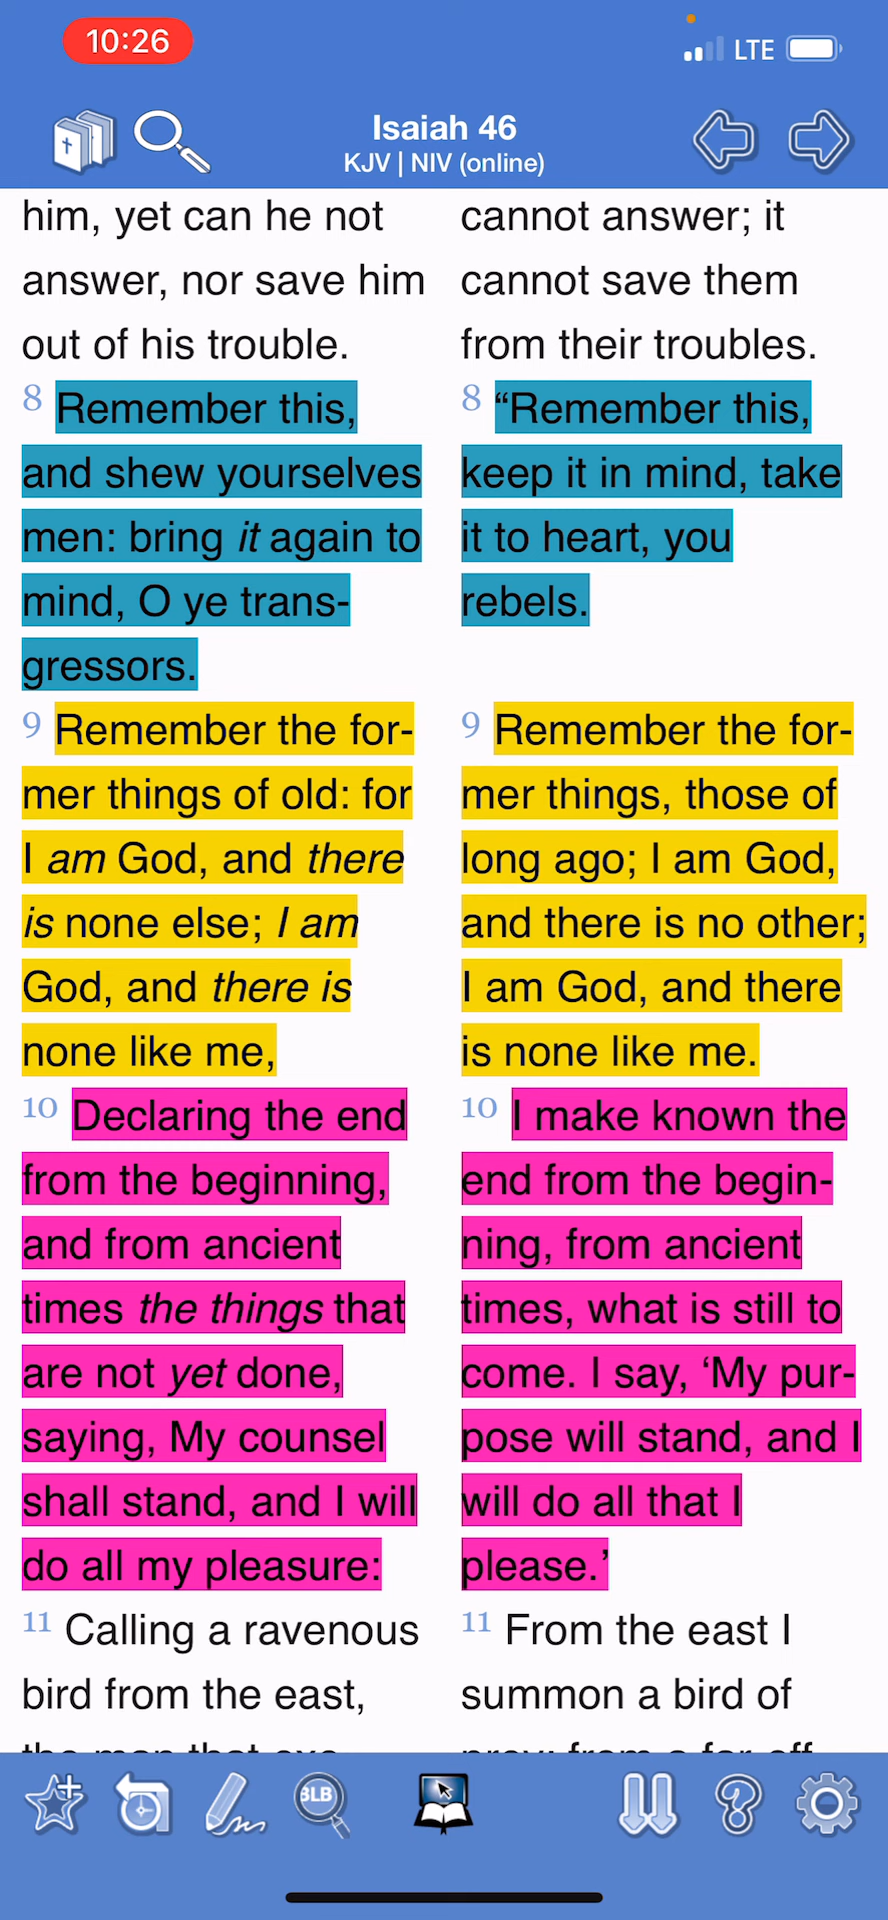 10:26
LTE
Isaiah 46
KJV | NIV (online)
him, yet can he not
answer, nor save him
out of his trouble.
8 Remember this,
and shew yourselves
men: bring it again to
mind, O ye trans-
gressors.
9 Remember the for-
mer things of old: for
I am God, and there
is none else; I am
God, and there is
none like me,
10 Declaring the end
from the beginning,
and from ancient
times the things that
are not yet done,
saying, My counsel
shall stand, and I will
do all my pleasure:
11 Calling a ravenous
bird from the east,
the man that exe-
cannot answer; it
cannot save them
from their troubles.
8 “Remember this,
keep it in mind, take
it to heart, you
rebels.
9 Remember the for-
mer things, those of
long ago; I am God,
and there is no other;
I am God, and there
is none like me.
10 I make known the
end from the begin-
ning, from ancient
times, what is still to
come. I say, ‘My pur-
pose will stand, and I
will do all that I
please.’
11 From the east I
summon a bird of
prey; from a far-off
BLB